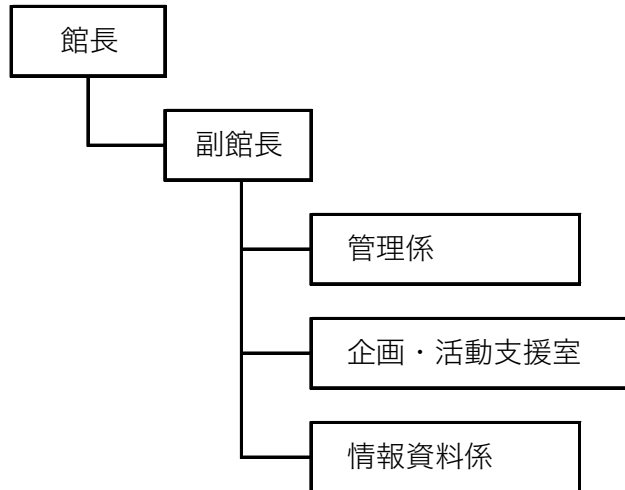 館長
副館長
管理係
企画・活動支援室
情報資料係